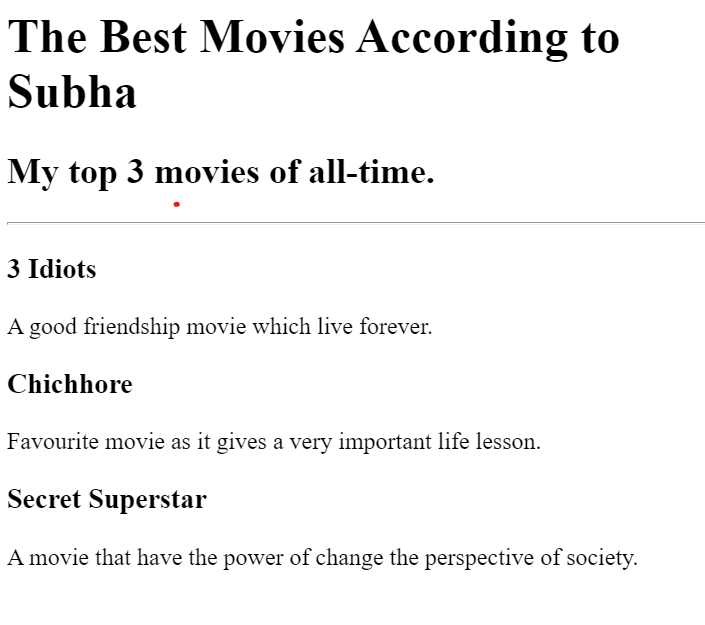 The Best Movies According to
Subha
My top 3 movies of all-time.
3 Idiots
A good friendship movie which live forever.
Chichhore
Favourite movie as it gives a very important life lesson.
Secret Superstar
A movie that have the power of change the perspective of society.